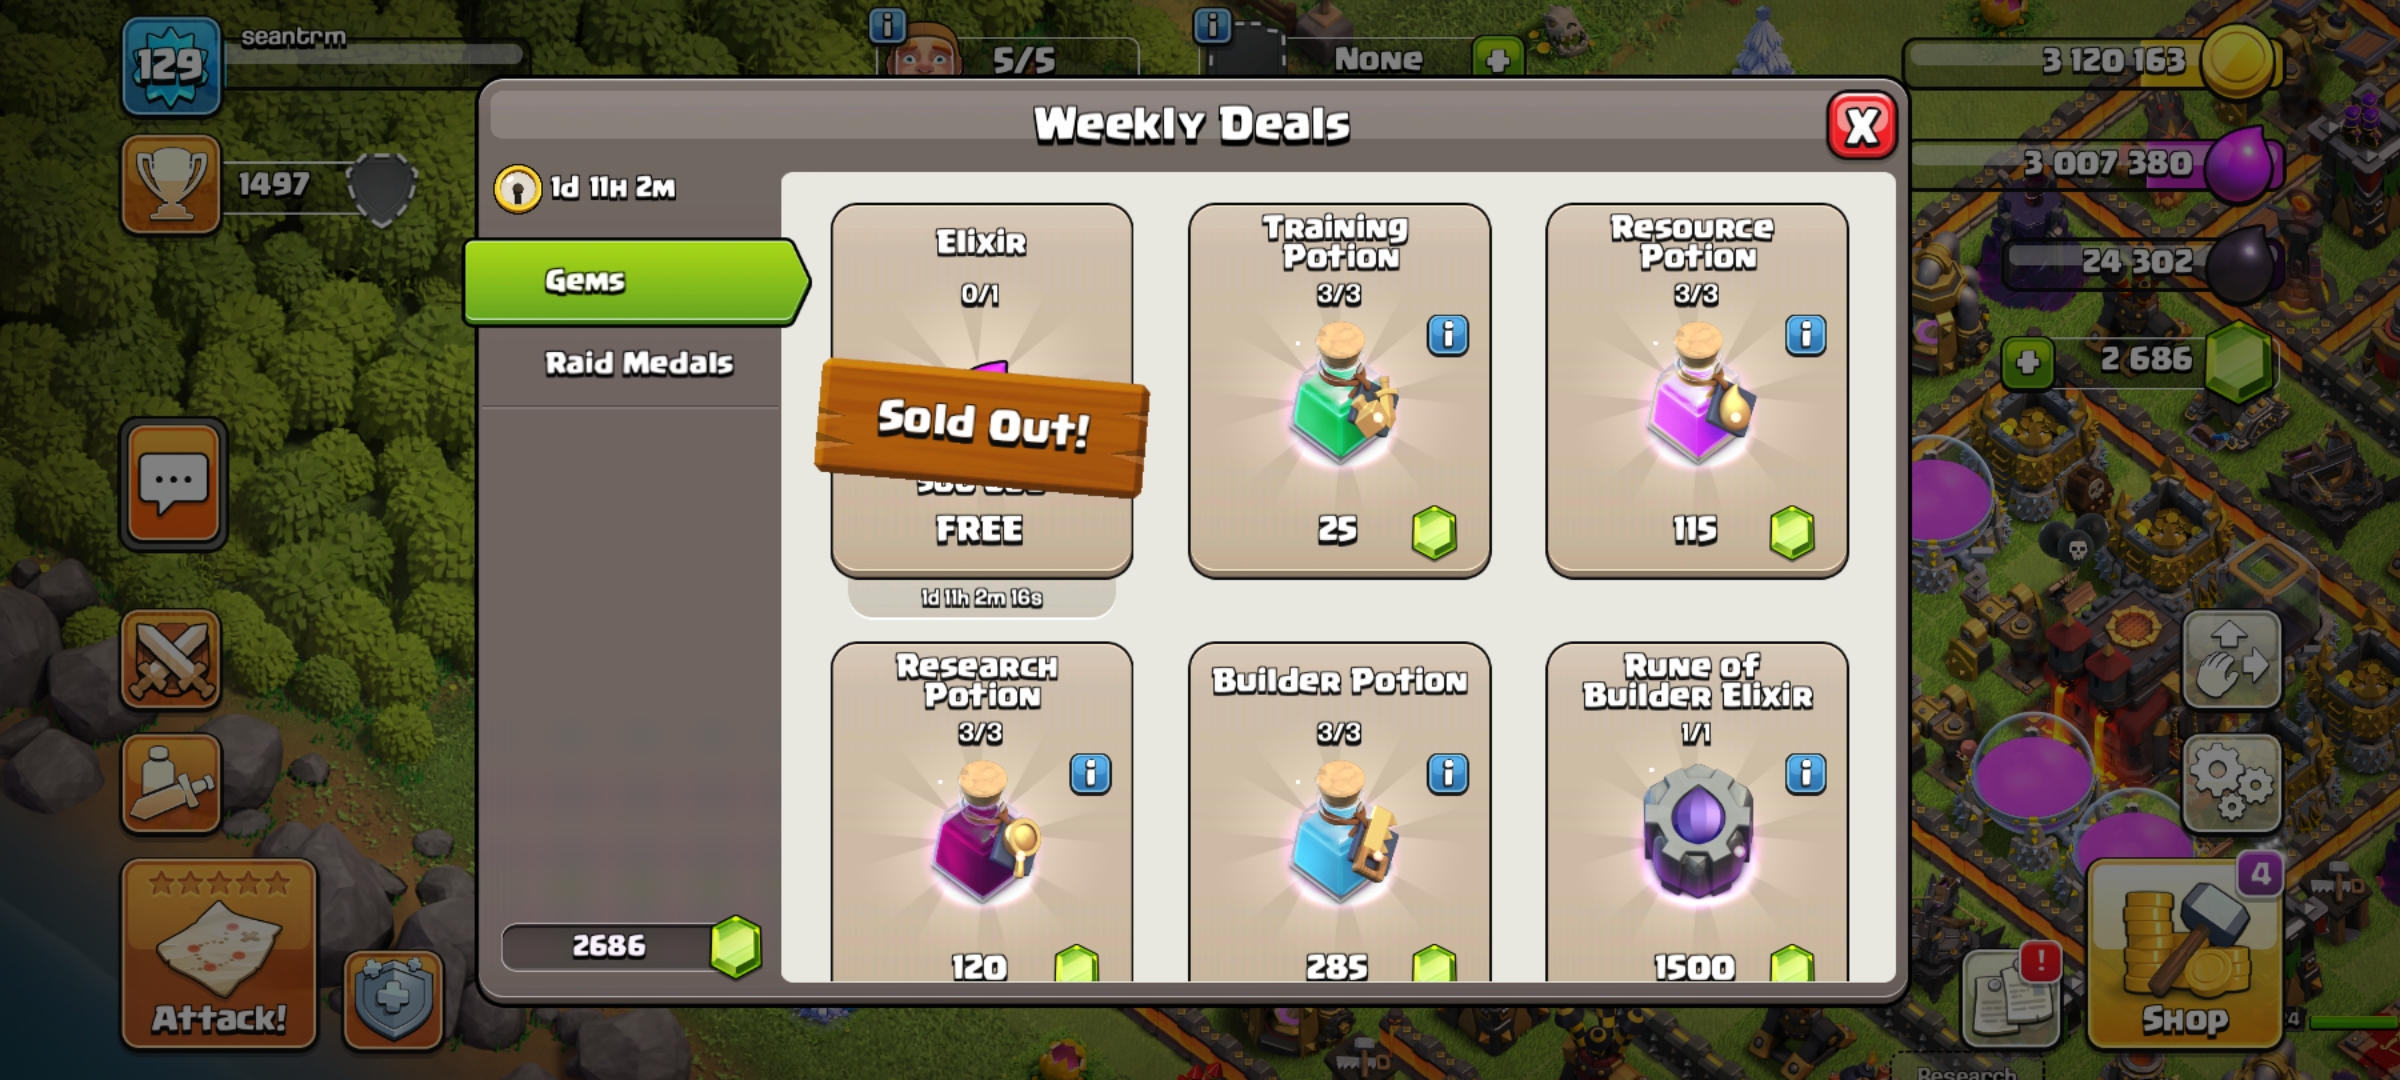 129
seantrm
5/5
None
3 120 163
Weekly Deals
X
1497
1d 11h 2m
3 007 380
Gems
Raid Medals
24 302
2 686
Elixir
0/1
Sold Out!
FREE
1d 11h 2m 16s
Training
Potion
3/3
25
Resource
Potion
3/3
115
Research
Potion
3/3
120
Builder Potion
3/3
285
Rune of
Builder Elixir
1/1
1500
2686
Attack!
4
!
Shop
Research